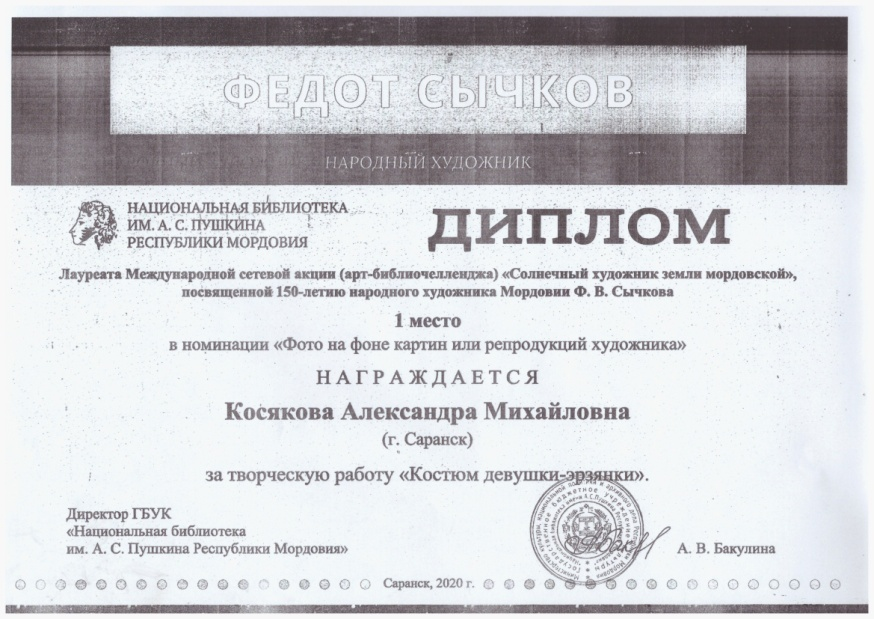 ФЕДОТ СЫЧКОВ
НАРОДНЫЙ ХУДОЖНИК
НАЦИОНАЛЬНАЯ БИБЛИОТЕКА
ИМ. А. С. ПУШКИНА
РЕСПУБЛИКИ МОРДОВИЯ
ДИПЛОМ
Лауреата Международной сетевой акции (арт-библиочелленджа) «Солнечный художник земли мордовской»,
посвященной 150-летию народного художника Мордовии Ф. В. Сычкова
1 место
в номинации «Фото на фоне картин или репродукций художника»
НАГРАЖДАЕТСЯ
Косякова Александра Михайловна
(г. Саранск)
за творческую работу «Костюм девушки-эрзянки».
Директор ГБУК
«Национальная библиотека
им. А. С. Пушкина Республики Мордовия»
А. В. Бакулина
Саранск, 2020 г.